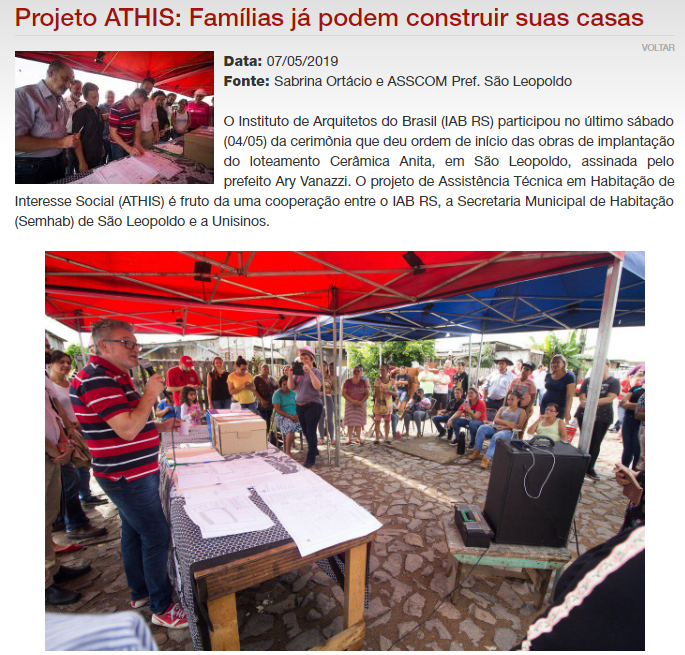 Projeto ATHIS: Famílias já podem construir suas casas
VOLTAR
Data: 07/05/2019
Fonte: Sabrina Ortácio e ASSCOM Pref. São Leopoldo
O Instituto de Arquitetos do Brasil (IAB RS) participou no último sábado
(04/05) da cerimônia que deu ordem de início das obras de implantação
do loteamento Cerâmica Anita, em São Leopoldo, assinada pelo
prefeito Ary Vanazzi. O projeto de Assistência Técnica em Habitação de
Interesse Social (ATHIS) é fruto da uma cooperação entre o IAB RS, a Secretaria Municipal de Habitação
(Semhab) de São Leopoldo e a Unisinos.